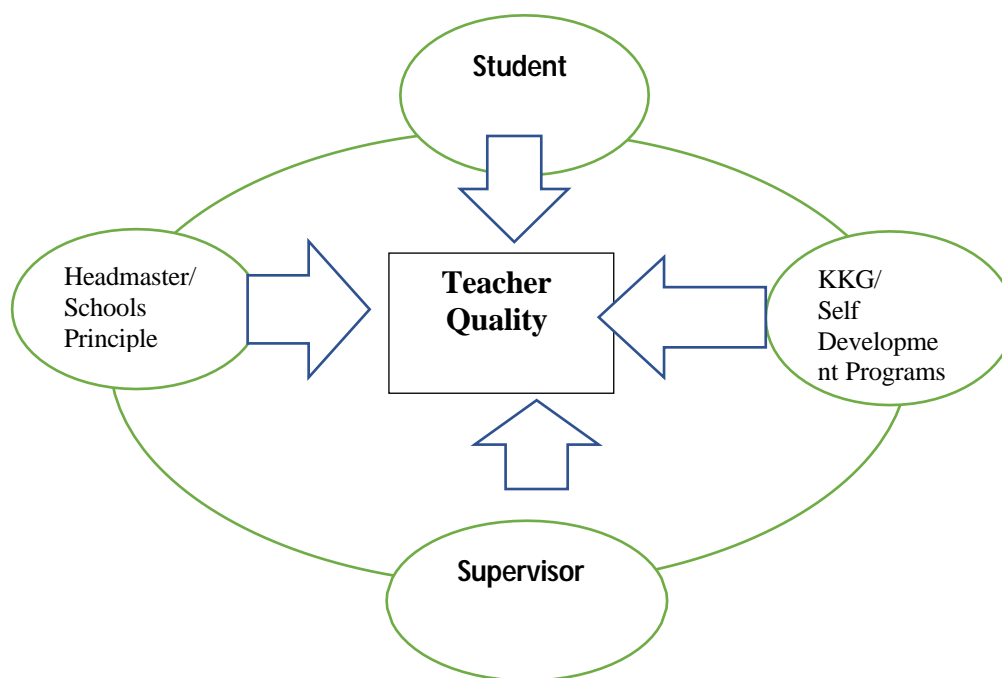 Student
Headmaster/
Schools
Principle
Teacher
Quality
KKG/
Self
Developme
nt Programs
Supervisor